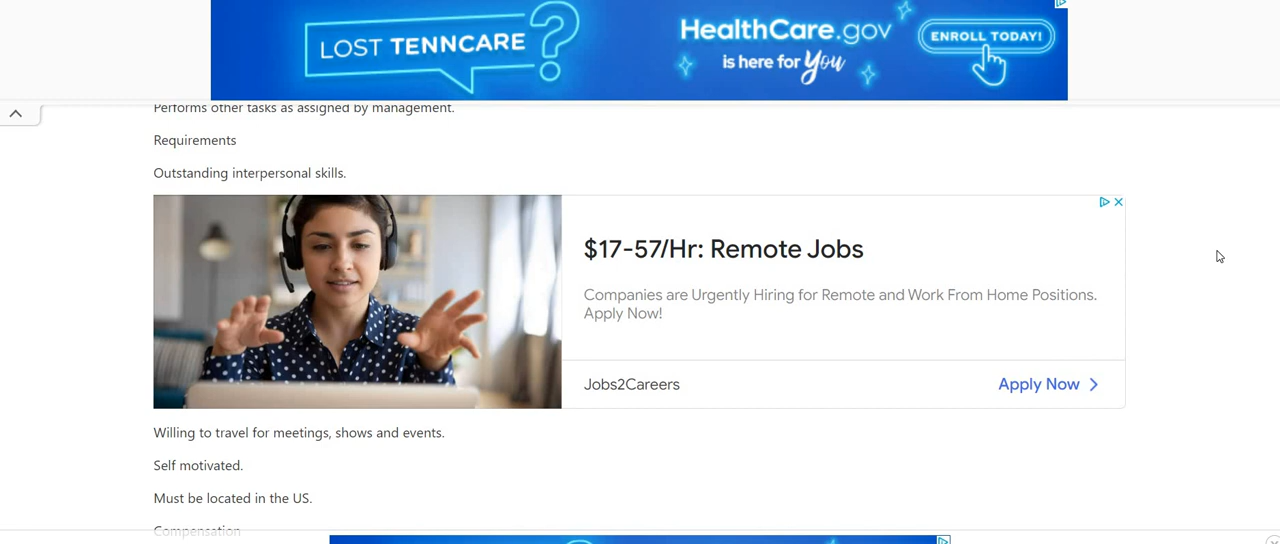 LOST TENNCARE?
HealthCare.gov
is here for You
ENROLL TODAY!
Performs other tasks as assigned by management.
Requirements
Outstanding interpersonal skills.
$17-57/Hr: Remote Jobs
Companies are Urgently Hiring for Remote and Work From Home Positions.
Apply Now!
Jobs2Careers
Apply Now
Willing to travel for meetings, shows and events.
Self motivated.
Must be located in the US.
Compensation